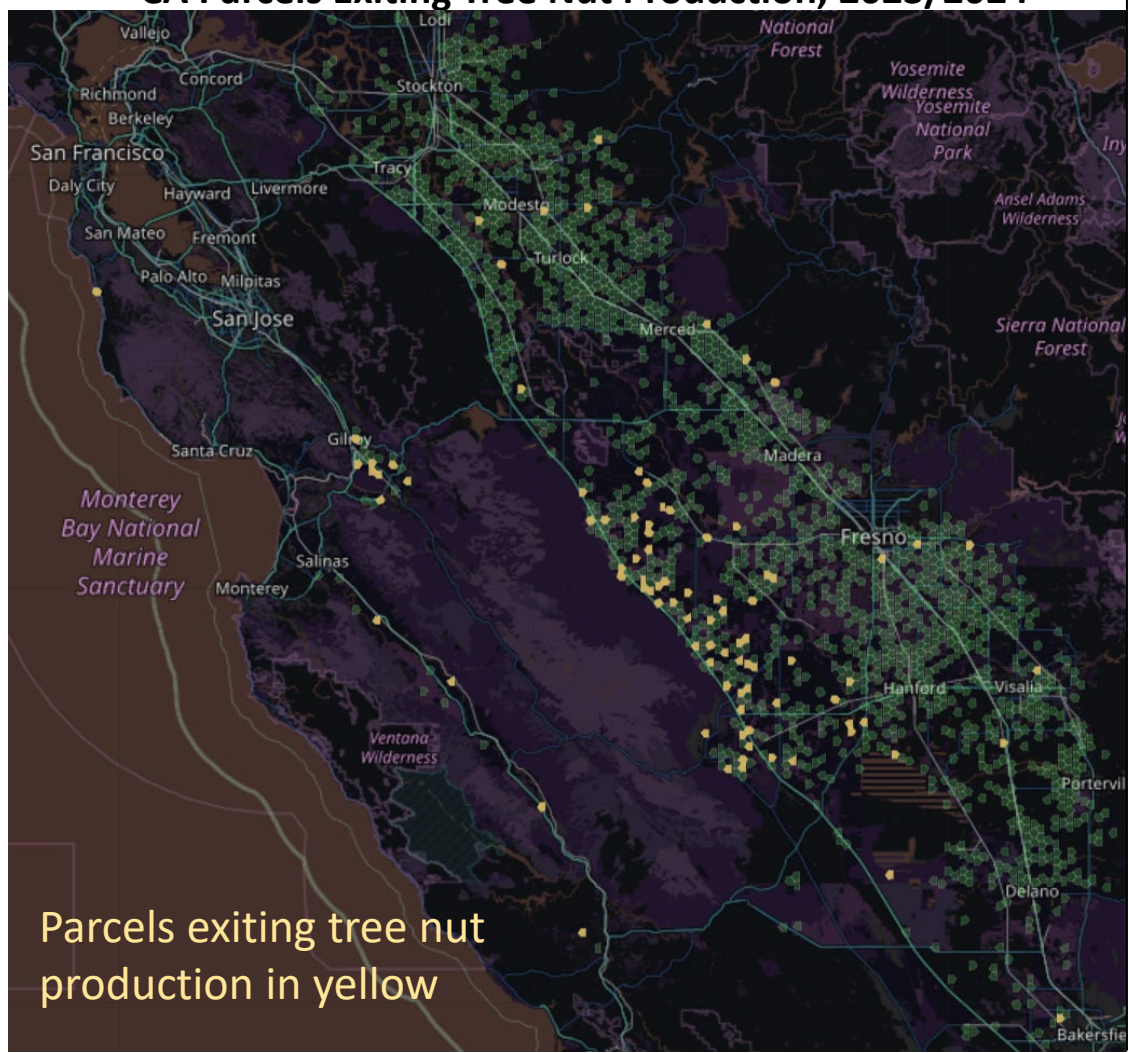 CA Parcels Exiting Tree Nut Production, 2023/2024
Lodi
National
Forest
Vallejo
Yosemite
Wilderness
Yosemite
National
Park
Concord
Stockton
Richmond
Berkeley
San Francisco
Tracy
Daly City
Hayward
Livermore
Ansel Adams
Wilderness
Modesto
San Mateo
Fremont
Turlock
Palo Alto
Milpitas
San Jose
Merced
Sierra National
Forest
Gilroy
Santa Cruz
Madera
Monterey
Bay National
Marine
Sanctuary
Fresno
Salinas
Monterey
Hanford
Visalia
Ventana
Wilderness
Portervil
Delano
Parcels exiting tree nut
production in yellow
Bakersfie